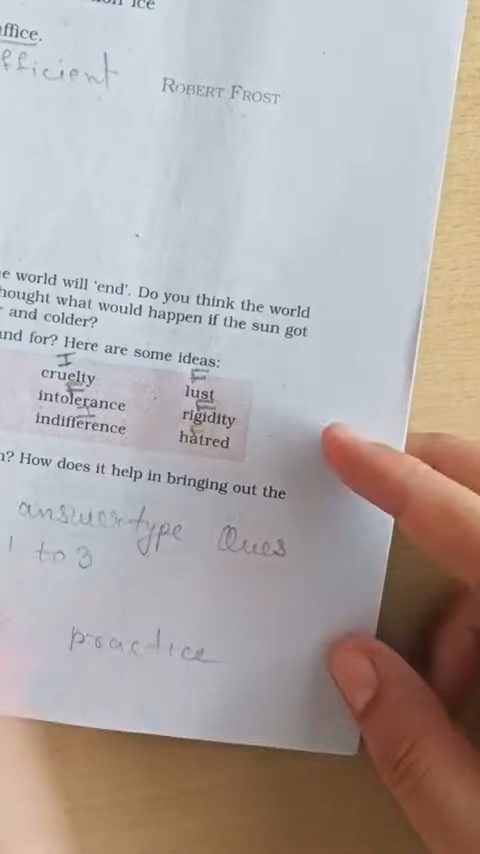 ice
ffice.
fficient
ROBERT FROST
e world will 'end'. Do you think the world
hought what would happen if the sun got
and colder?
and for? Here are some ideas:
I F
cruelty lust
F F
intolerance rigidity
I F
indifference hatred
n? How does it help in bringing out the
answer type Ques
1 to 3
practice